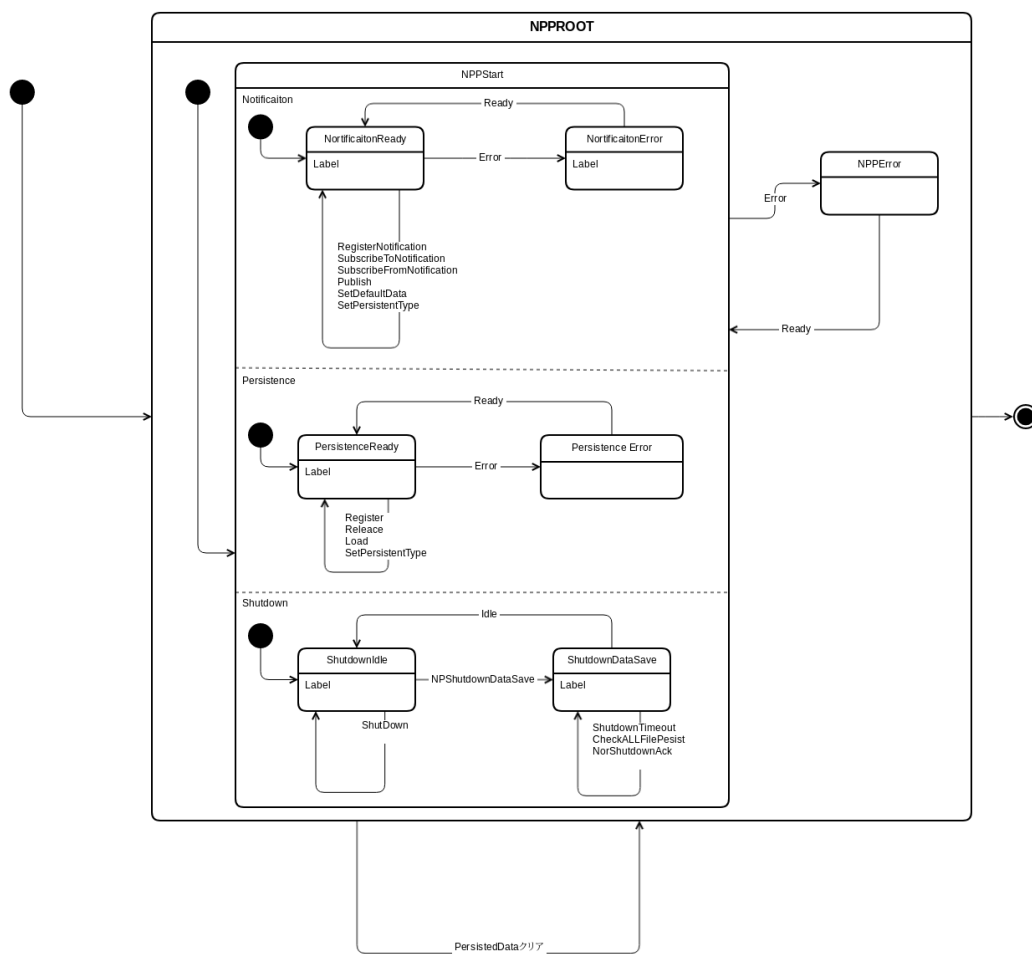 NPPROOT
NPPStart
Notificaiton
Ready
NortificaitonReady
Label
Error
NortificaitonError
Label
RegisterNotification
SubscribeToNotification
SubscribeFromNotification
Publish
SetDefaultData
SetPersistentType
NPPError
Error
Ready
Persistence
Ready
PersistenceReady
Label
Error
Persistence Error
Register
Releace
Load
SetPersistentType
Shutdown
Idle
ShutdownIdle
Label
NPShutdownDataSave
ShutdownDataSave
Label
ShutDown
ShutdownTimeout
CheckALLFilePesist
NorShutdownAck
PersistedDataクリア